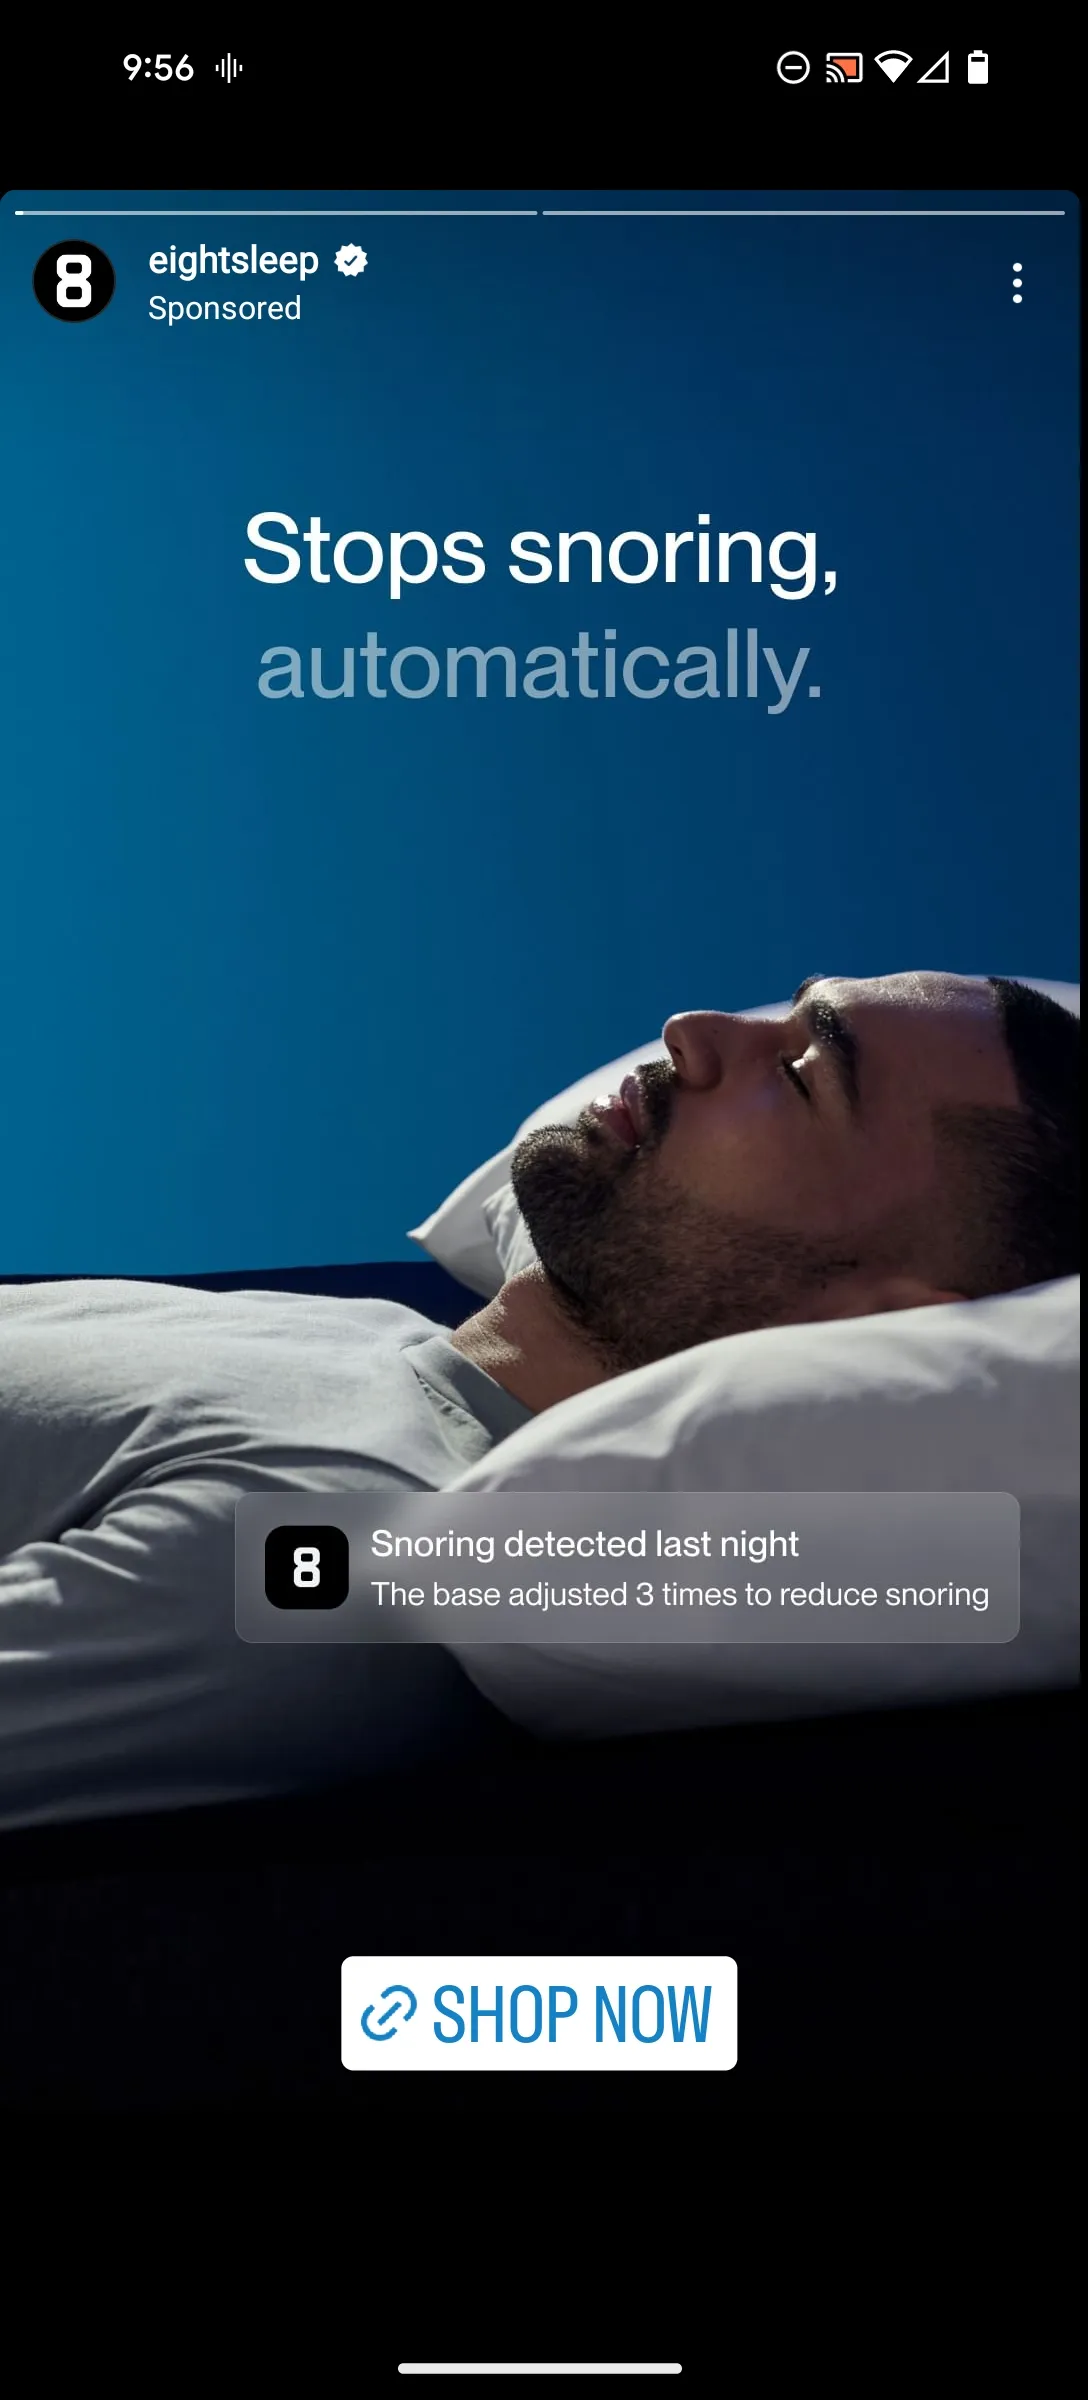 9:56
8
eightsleep
Sponsored
Stops snoring,
automatically.
8
Snoring detected last night
The base adjusted 3 times to reduce snoring
SHOP NOW